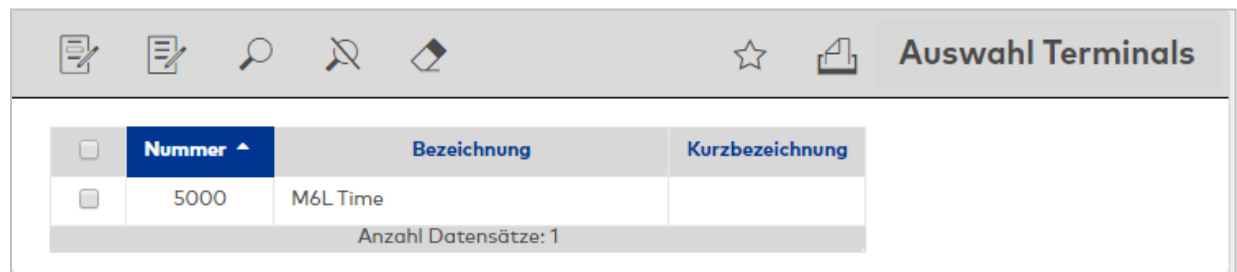 Auswahl Terminals
Nummer Bezeichnung Kurzbezeichnung
5000 M6L Time
Anzahl Datensätze: 1